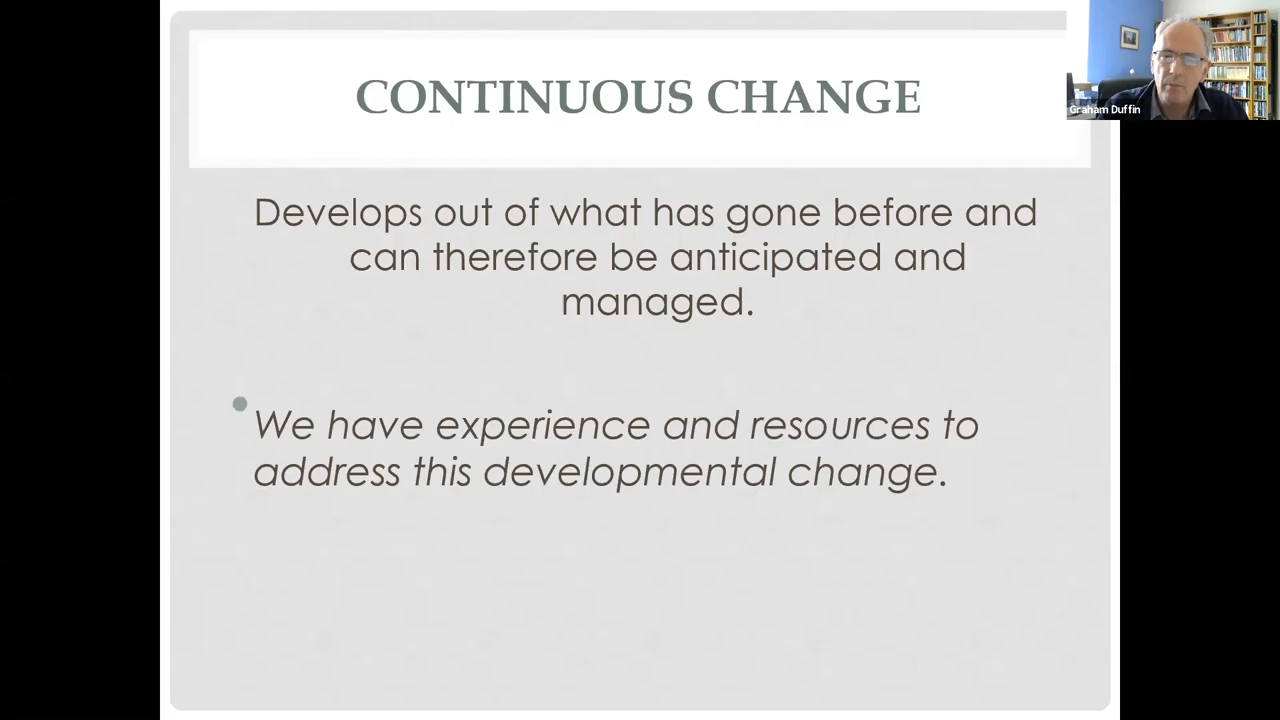 CONTINUOUS CHANGE
Graham Duffin
Develops out of what has gone before and
can therefore be anticipated and
managed.
We have experience and resources to
address this developmental change.